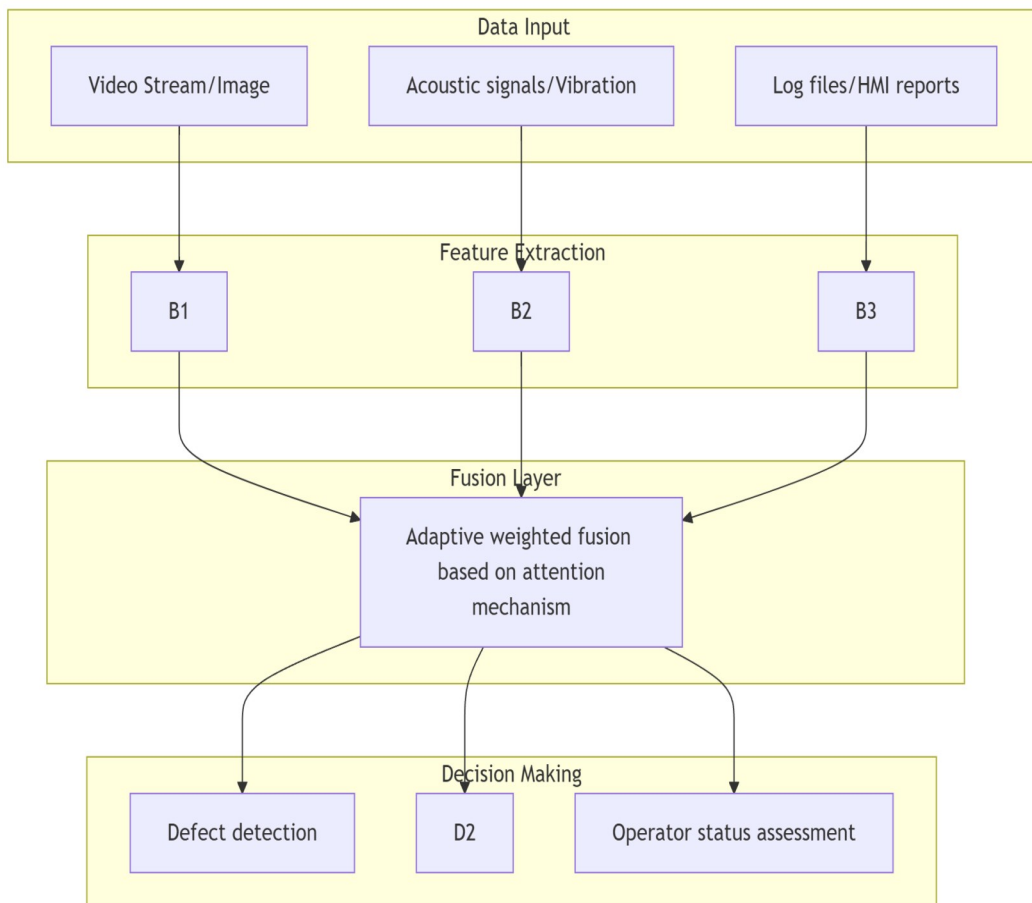 Data Input
Video Stream/Image
Acoustic signals/Vibration
Log files/HMI reports
Feature Extraction
B1
B2
B3
Fusion Layer
Adaptive weighted fusion
based on attention
mechanism
Decision Making
Defect detection
D2
Operator status assessment